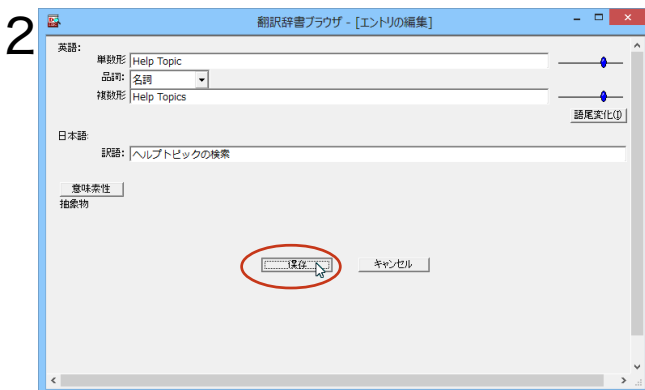 2
翻訳辞書ブラウザ - [エントリの編集]
英語:
単数形 Help Topic
品詞: 名詞
複数形 Help Topics
語尾変化(I)
日本語:
訳語: ヘルプトピックの検索
意味素性
抽象物
保存 キャンセル